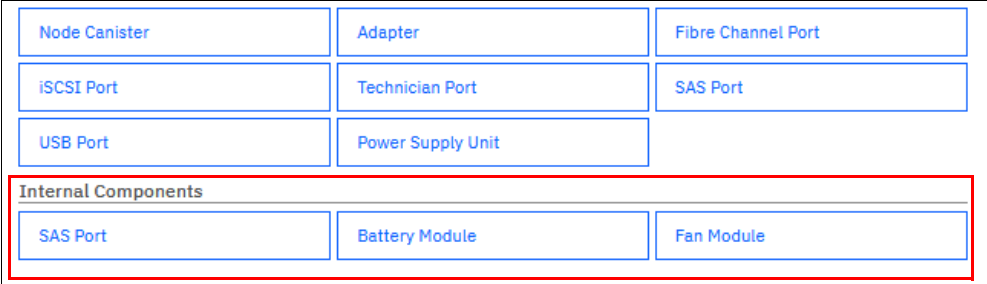 Node Canister Adapter Fibre Channel Port
iSCSI Port Technician Port SAS Port
USB Port Power Supply Unit
Internal Components
SAS Port Battery Module Fan Module